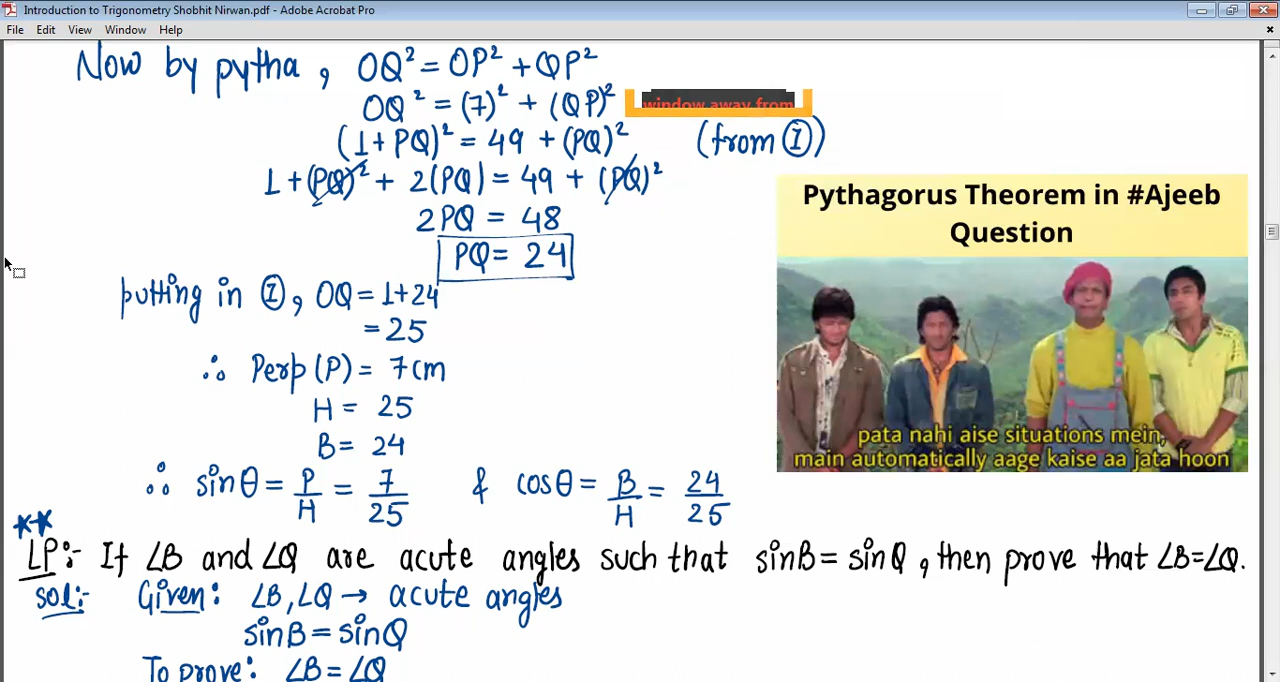 Introduction to Trigonometry Shobhit Nirwan.pdf - Adobe Acrobat Pro
File Edit View Window Help
Now by pytha, OQ² = OP² + QP²
OQ² = (7)² + (QP)²
window away from
(1+PQ)² = 49 + (PQ)² (from Ⓘ)
1 + (PQ)² + 2(PQ) = 49 + (PQ)²
2PQ = 48
PQ = 24
Pythagorus Theorem in #Ajeeb
Question
putting in Ⓘ, OQ = 1+24
= 25
∴ Perp (P) = 7cm
H = 25
B = 24
pata nahi aise situations mein,
main automatically aage kaise aa jata hoon
∴ sinθ = P/H = 7/25 & cosθ = B/H = 24/25
**
LP:- If ∠B and ∠Q are acute angles such that sinB = sinQ, then prove that ∠B=∠Q.
Sol:- Given: ∠B, ∠Q → acute angles
sinB = sinQ
To prove: ∠B = ∠Q